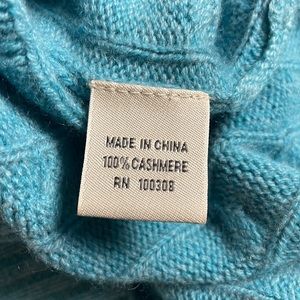 MADE IN CHINA
100% CASHMERE
RN 100308